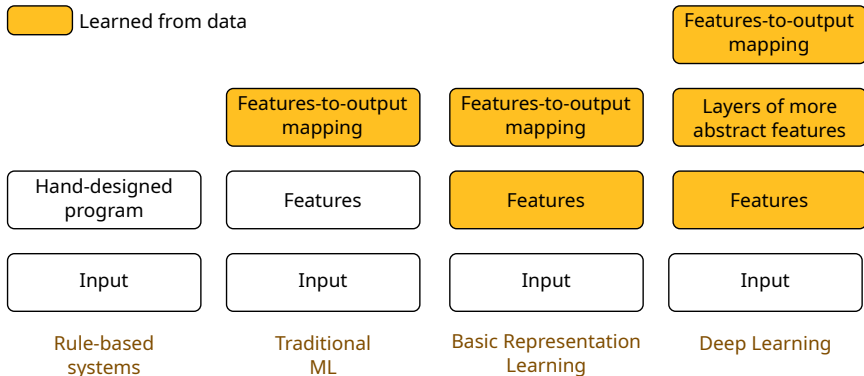 Learned from data
Features-to-output
mapping
Features-to-output
mapping
Features-to-output
mapping
Layers of more
abstract features
Hand-designed
program
Features
Features
Features
Input
Input
Input
Input
Rule-based
systems
Traditional
ML
Basic Representation
Learning
Deep Learning